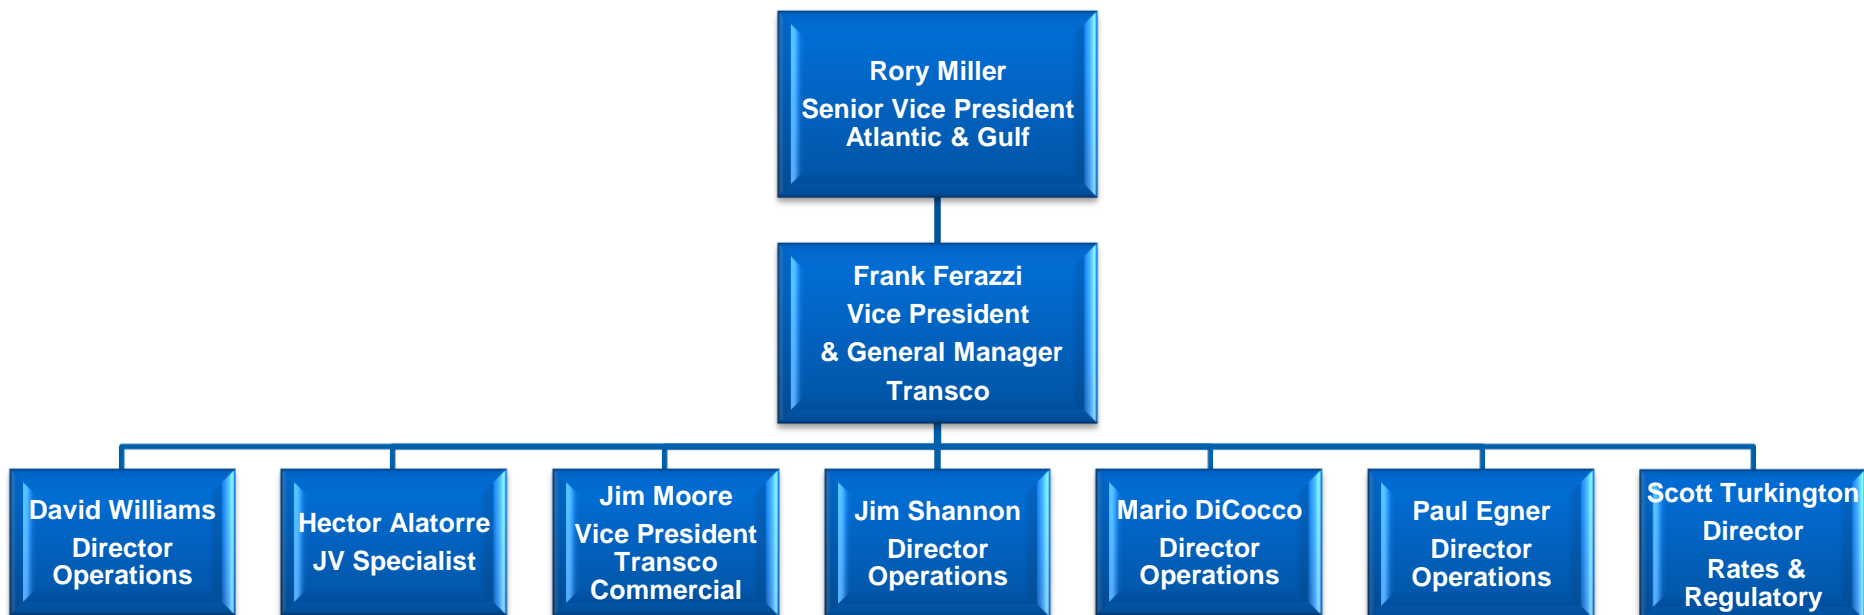 Rory Miller
Senior Vice President
Atlantic & Gulf
Frank Ferazzi
Vice President
& General Manager
Transco
David Williams
Director
Operations
Hector Alatorre
JV Specialist
Jim Moore
Vice President
Transco
Commercial
Jim Shannon
Director
Operations
Mario DiCocco
Director
Operations
Paul Egner
Director
Operations
Scott Turkington
Director
Rates &
Regulatory